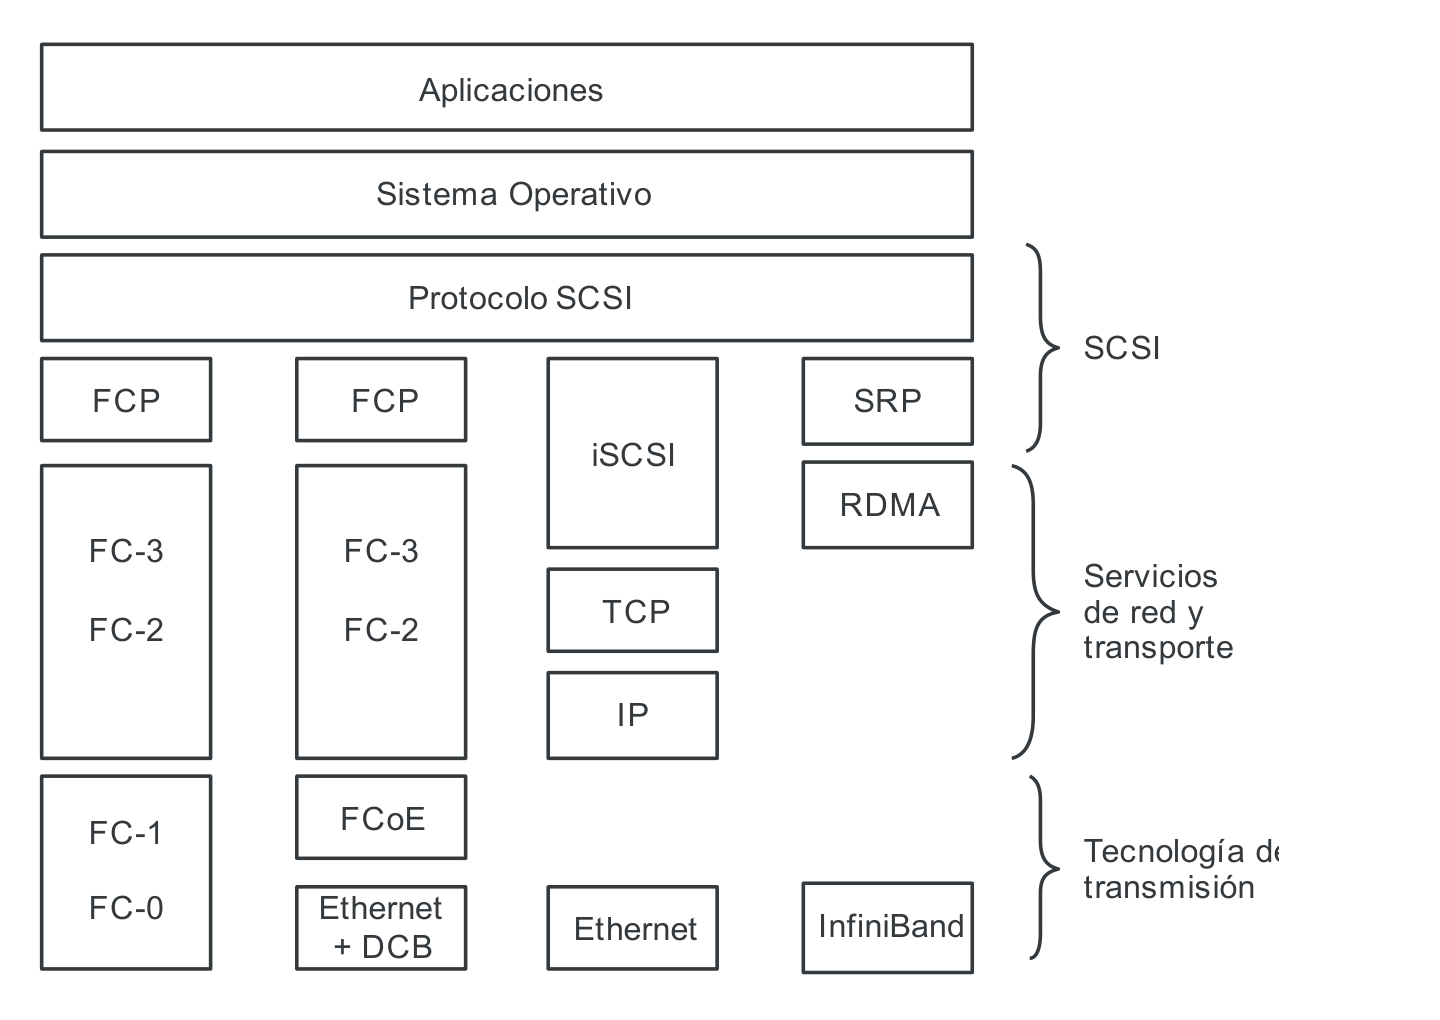 Aplicaciones
Sistema Operativo
Protocolo SCSI
SCSI
FCP
FCP
iSCSI
SRP
RDMA
FC-3
FC-3
FC-2
FC-2
TCP
IP
Servicios
de red y
transporte
FC-1
FCoE
FC-0
Ethernet
+ DCB
Ethernet
InfiniBand
Tecnología de
transmisión